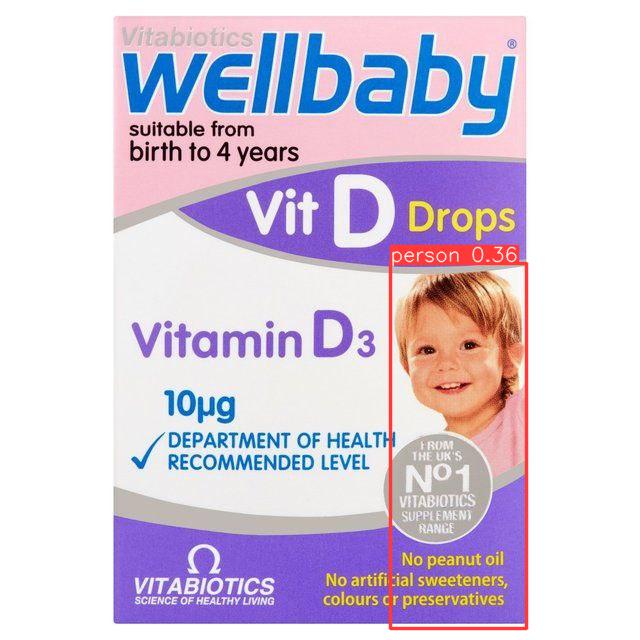 Vitabiotics
wellbaby®
suitable from
birth to 4 years
Vit D Drops
person 0.36
Vitamin D3
10µg
DEPARTMENT OF HEALTH
RECOMMENDED LEVEL
FROM
THE UK'S
Nº1
VITABIOTICS
SUPPLEMENT
RANGE
No peanut oil
No artificial sweeteners,
colours or preservatives
VITABIOTICS
SCIENCE OF HEALTHY LIVING